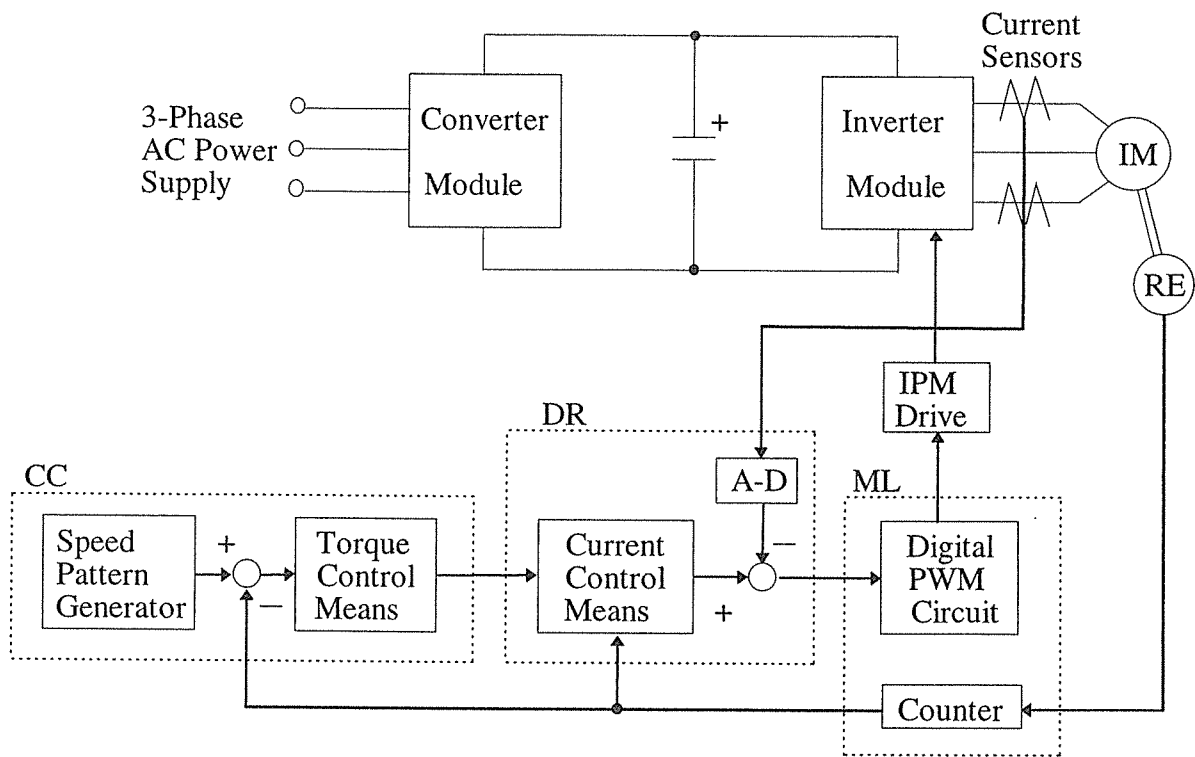 Current
Sensors
3-Phase
AC Power
Supply
Converter
Module
+
Inverter
Module
IM
RE
IPM
Drive
DR
A-D
CC
ML
Speed
Pattern
Generator
+
−
Torque
Control
Means
Current
Control
Means
−
+
Digital
PWM
Circuit
Counter